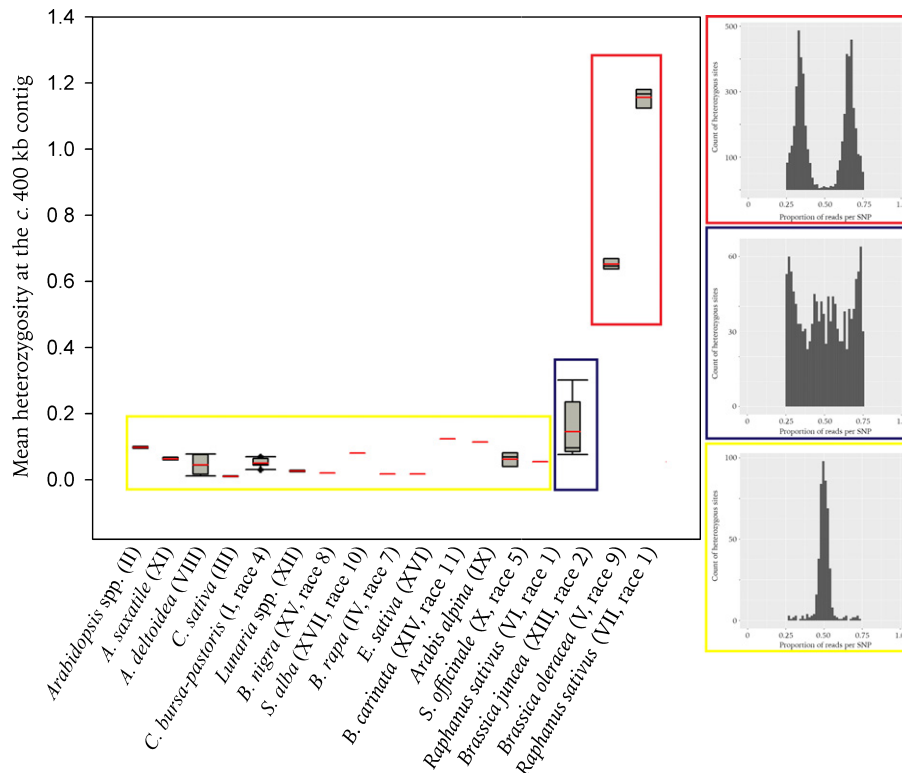 Mean heterozygosity at the c. 400 kb contig
1.4
1.2
1.0
0.8
0.6
0.4
0.2
0.0
Arabidopsis spp. (II)
A. saxatile (XI)
A. deltoidea (VIII)
C. sativa (III)
C. bursa-pastoris (I, race 4)
Lunaria spp. (XII)
B. nigra (XV, race 8)
S. alba (XVII, race 10)
B. rapa (IV, race 7)
E. sativa (XVI)
B. carinata (XIV, race 11)
Arabis alpina (IX)
S. officinale (X, race 5)
Raphanus sativus (VI, race 1)
Brassica juncea (XIII, race 2)
Brassica oleracea (V, race 9)
Raphanus sativus (VII, race 1)
Count of heterozygous sites
500
300
100
0 0.25 0.50 0.75 1.
Proportion of reads per SNP
Count of heterozygous sites
60
30
0
0 0.25 0.50 0.75 1.
Proportion of reads per SNP
Count of heterozygous sites
100
50
0
0 0.25 0.50 0.75 1.
Proportion of reads per SNP